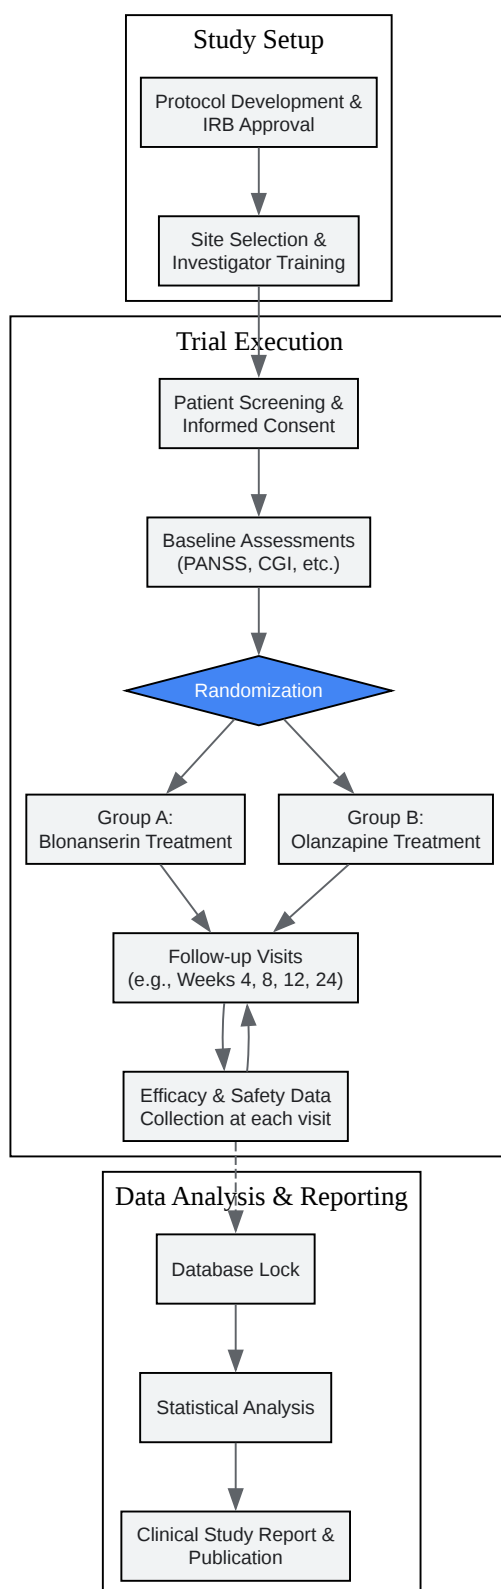 Study Setup
Protocol Development &
IRB Approval
Site Selection &
Investigator Training
Trial Execution
Patient Screening &
Informed Consent
Baseline Assessments
(PANSS, CGI, etc.)
Randomization
Group A:
Blonanserin Treatment
Group B:
Olanzapine Treatment
Follow-up Visits
(e.g., Weeks 4, 8, 12, 24)
Efficacy & Safety Data
Collection at each visit
Data Analysis & Reporting
Database Lock
Statistical Analysis
Clinical Study Report &
Publication